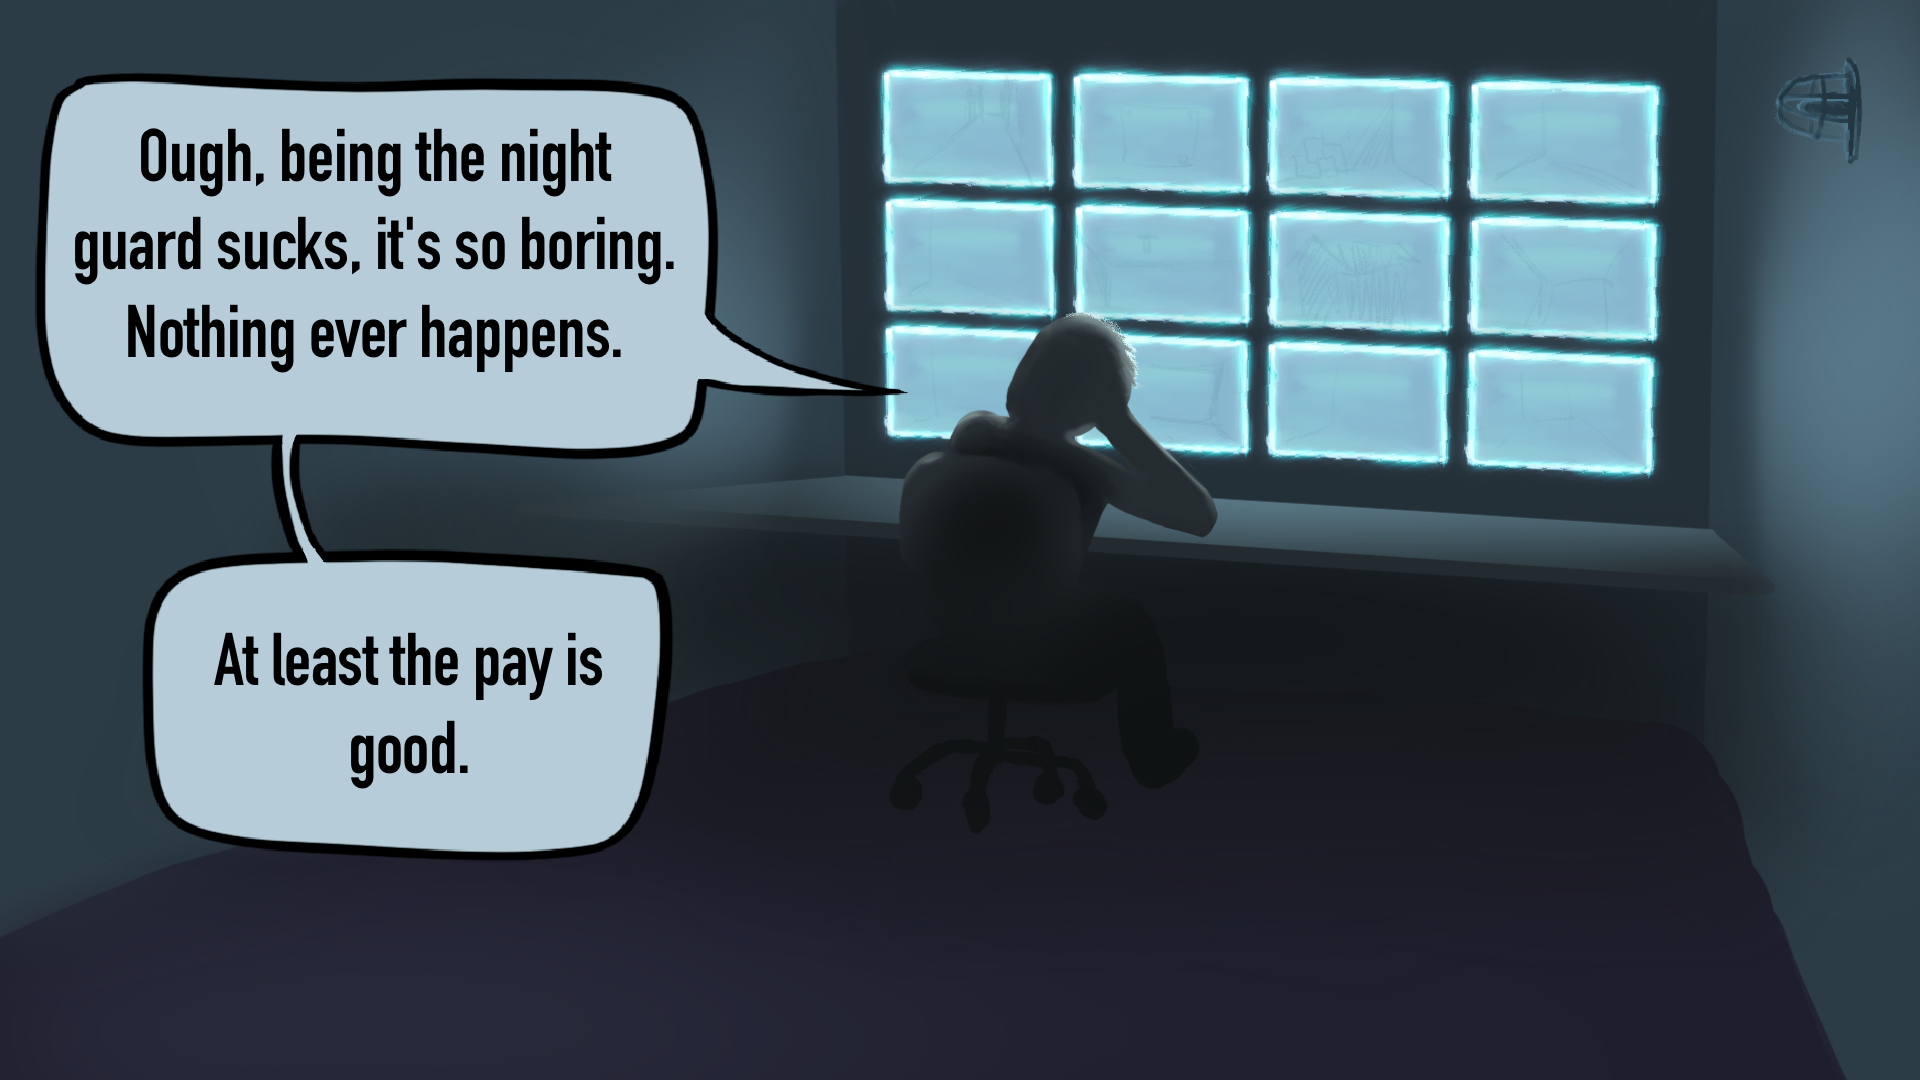 Ough, being the night
guard sucks, it's so boring.
Nothing ever happens.
At least the pay is
good.